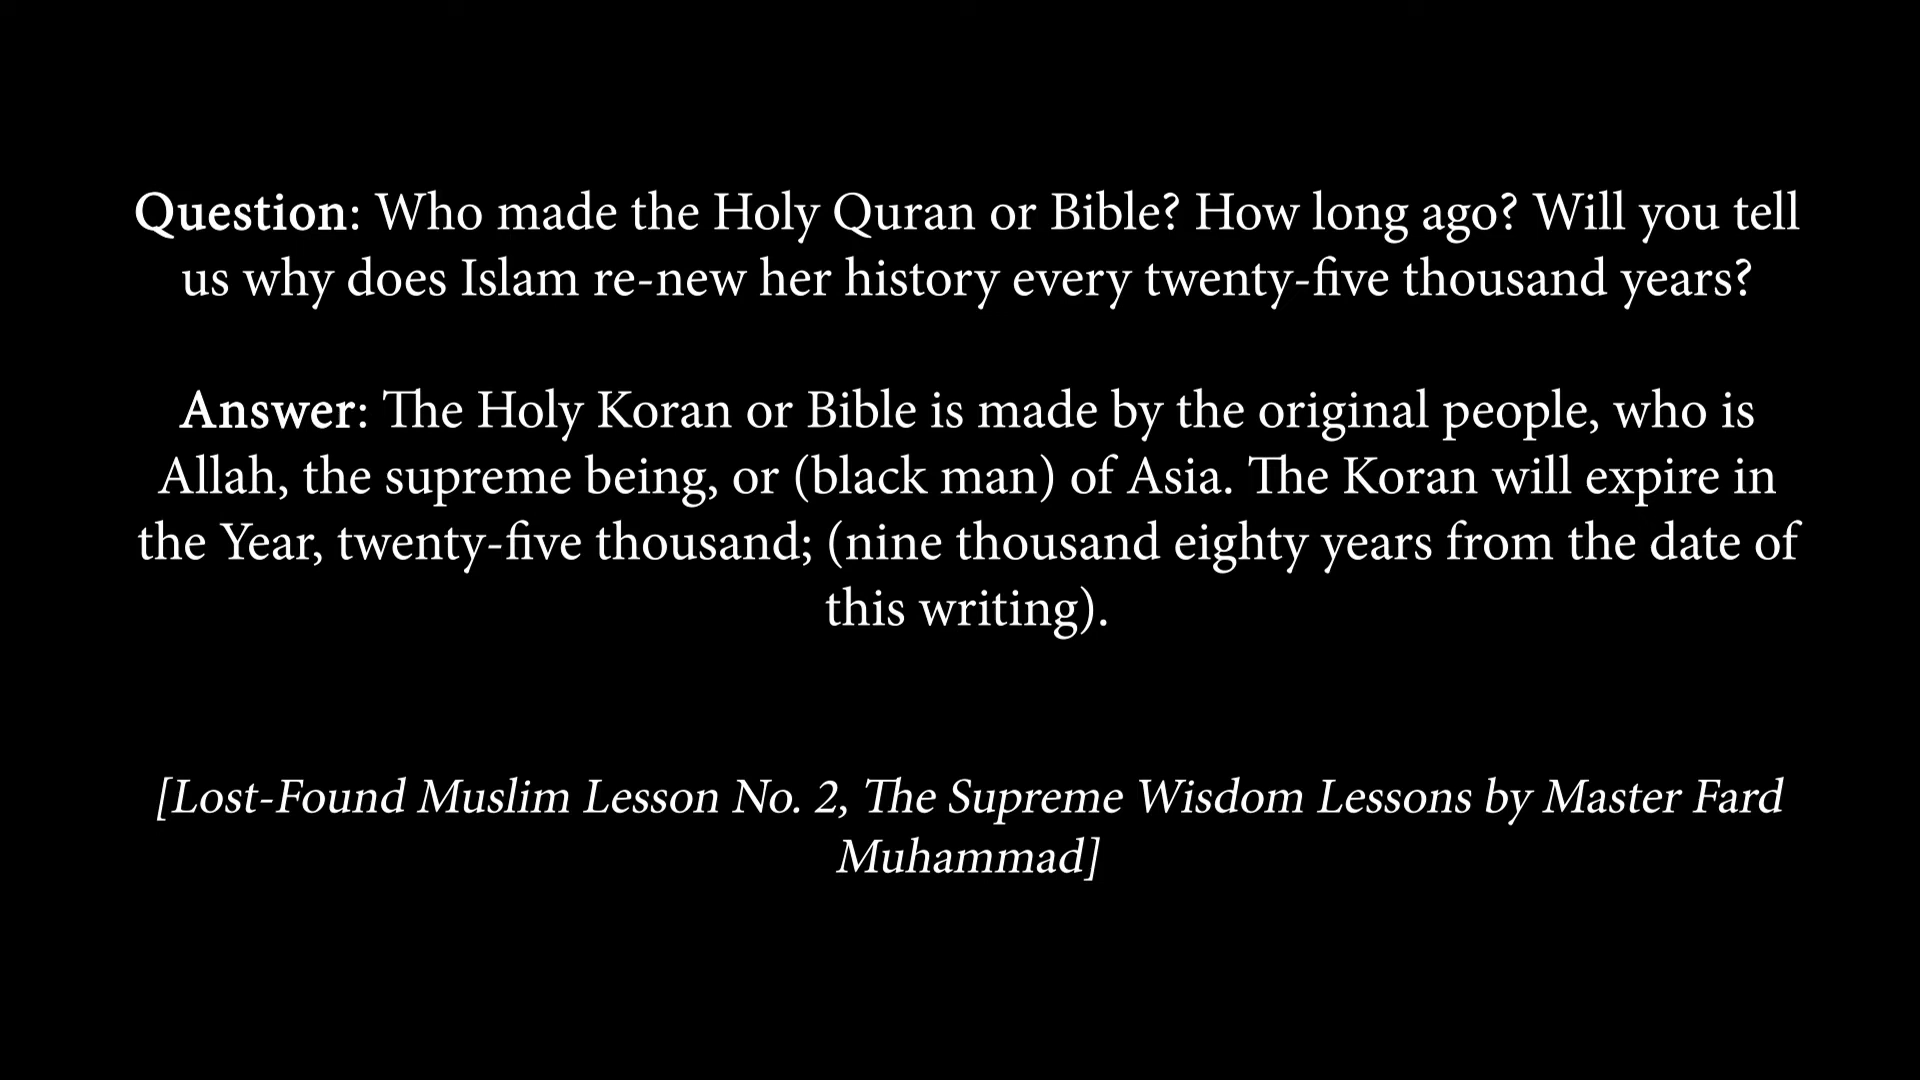 Question: Who made the Holy Quran or Bible? How long ago? Will you tell
us why does Islam re-new her history every twenty-five thousand years?
Answer: The Holy Koran or Bible is made by the original people, who is
Allah, the supreme being, or (black man) of Asia. The Koran will expire in
the Year, twenty-five thousand; (nine thousand eighty years from the date of
this writing).
[Lost-Found Muslim Lesson No. 2, The Supreme Wisdom Lessons by Master Fard
Muhammad]